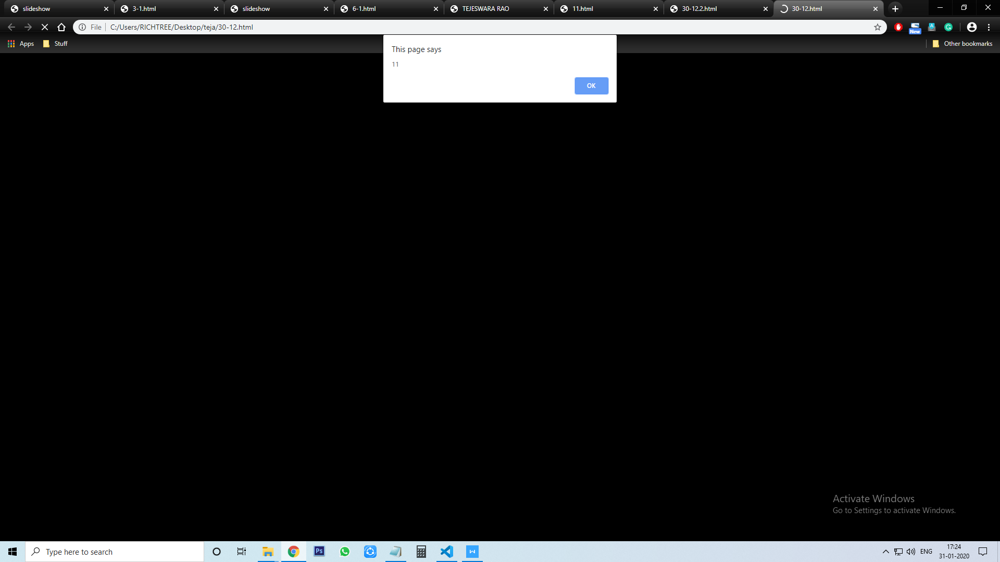 slideshow
3-1.html
slideshow
6-1.html
TEJESWARA RAO
11.html
30-12.2.html
30-12.html
File C:/Users/RICHTREE/Desktop/teja/30-12.html
New
Apps
Stuff
Other bookmarks
This page says
11
OK
Activate Windows
Go to Settings to activate Windows.
Type here to search
Ps
ENG
17:24
31-01-2020